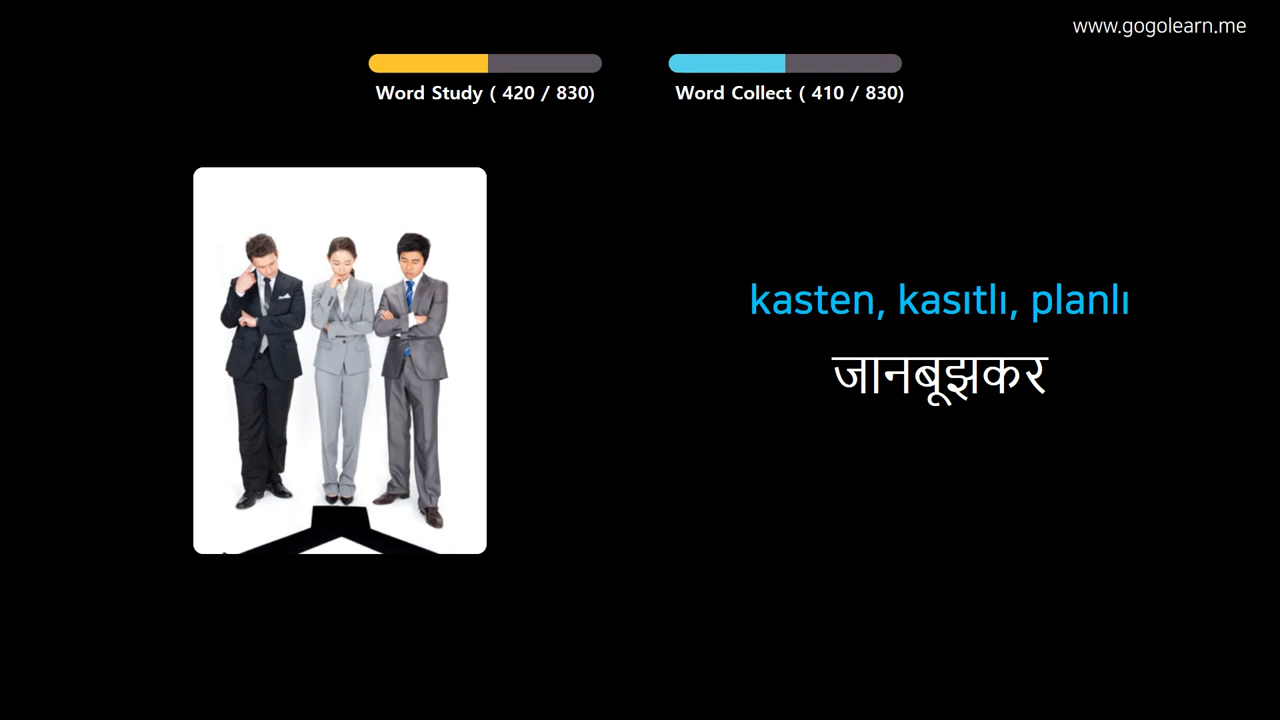 www.gogolearn.me
Word Study ( 420 / 830)
Word Collect ( 410 / 830)
kasten, kasıtlı, planlı
जानबूझकर